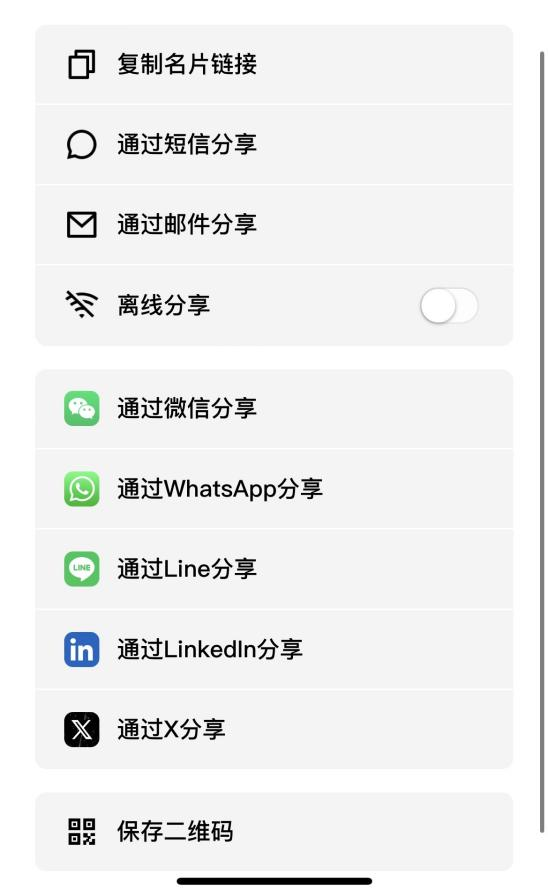 复制名片链接
通过短信分享
通过邮件分享
离线分享
通过微信分享
通过WhatsApp分享
LINE
通过Line分享
in
通过LinkedIn分享
X
通过X分享
保存二维码